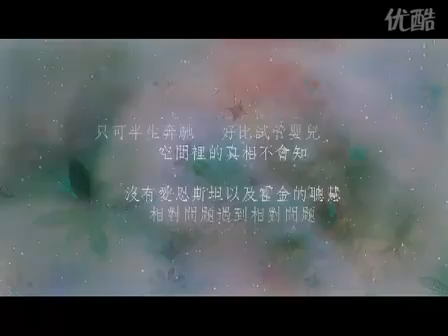 优酷
只可半生奔馳 好比試管嬰兒
空間裡的真相不會知
沒有愛恩斯坦以及霍金的聰慧
相對問題遇到相對問題